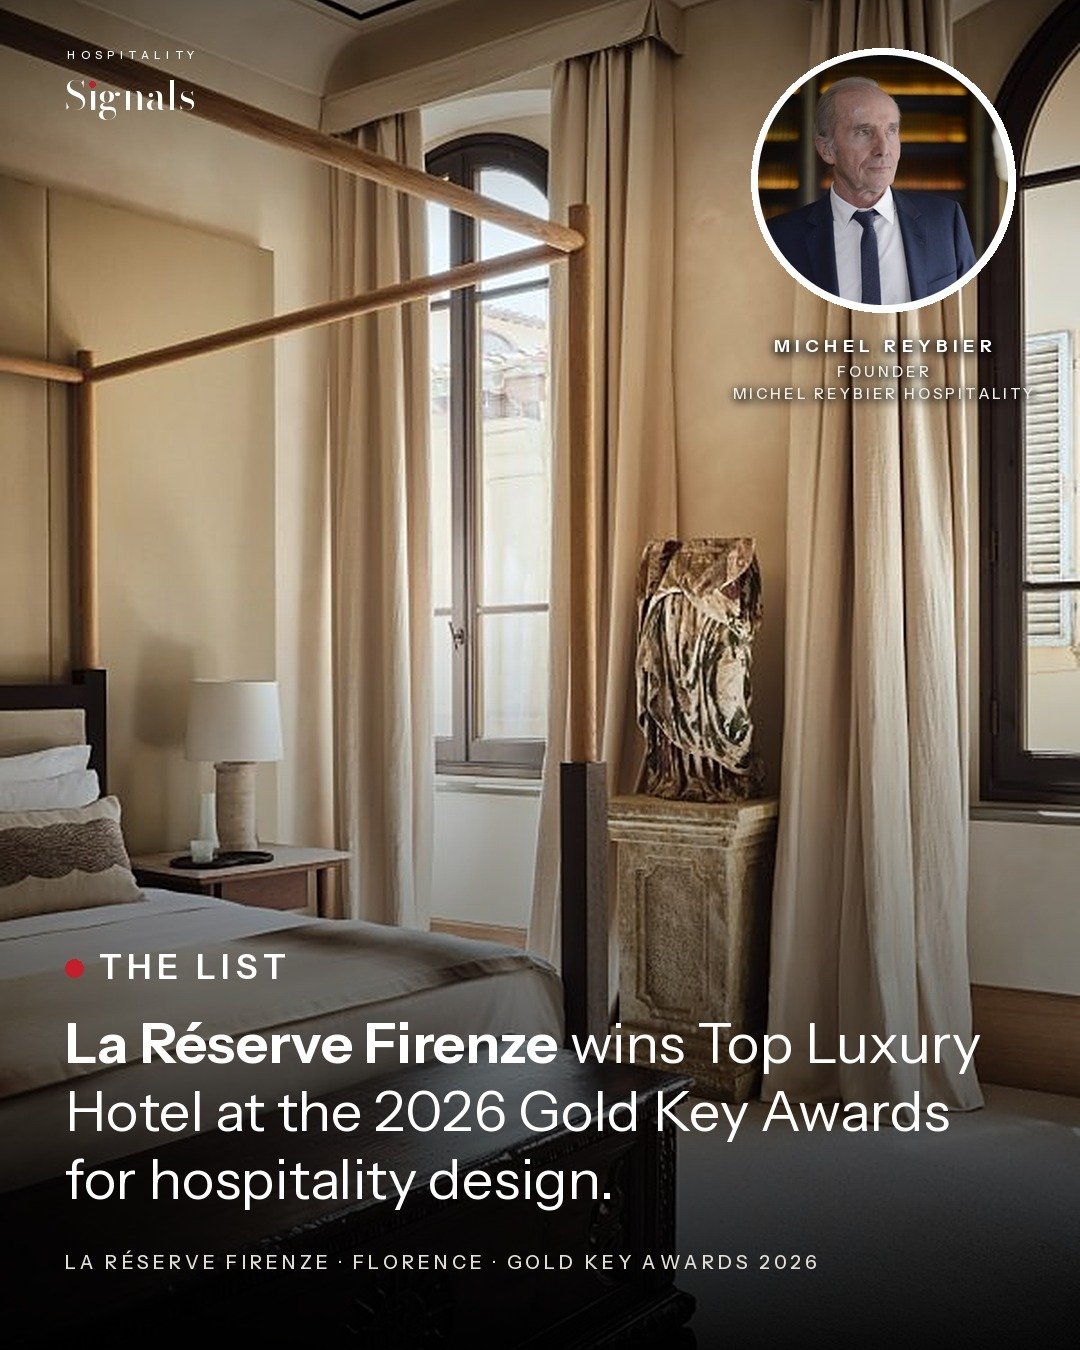 HOSPITALITY
Signals
MICHEL REYBIER
FOUNDER
MICHEL REYBIER HOSPITALITY
THE LIST
La Réserve Firenze wins Top Luxury
Hotel at the 2026 Gold Key Awards
for hospitality design.
LA RÉSERVE FIRENZE · FLORENCE · GOLD KEY AWARDS 2026